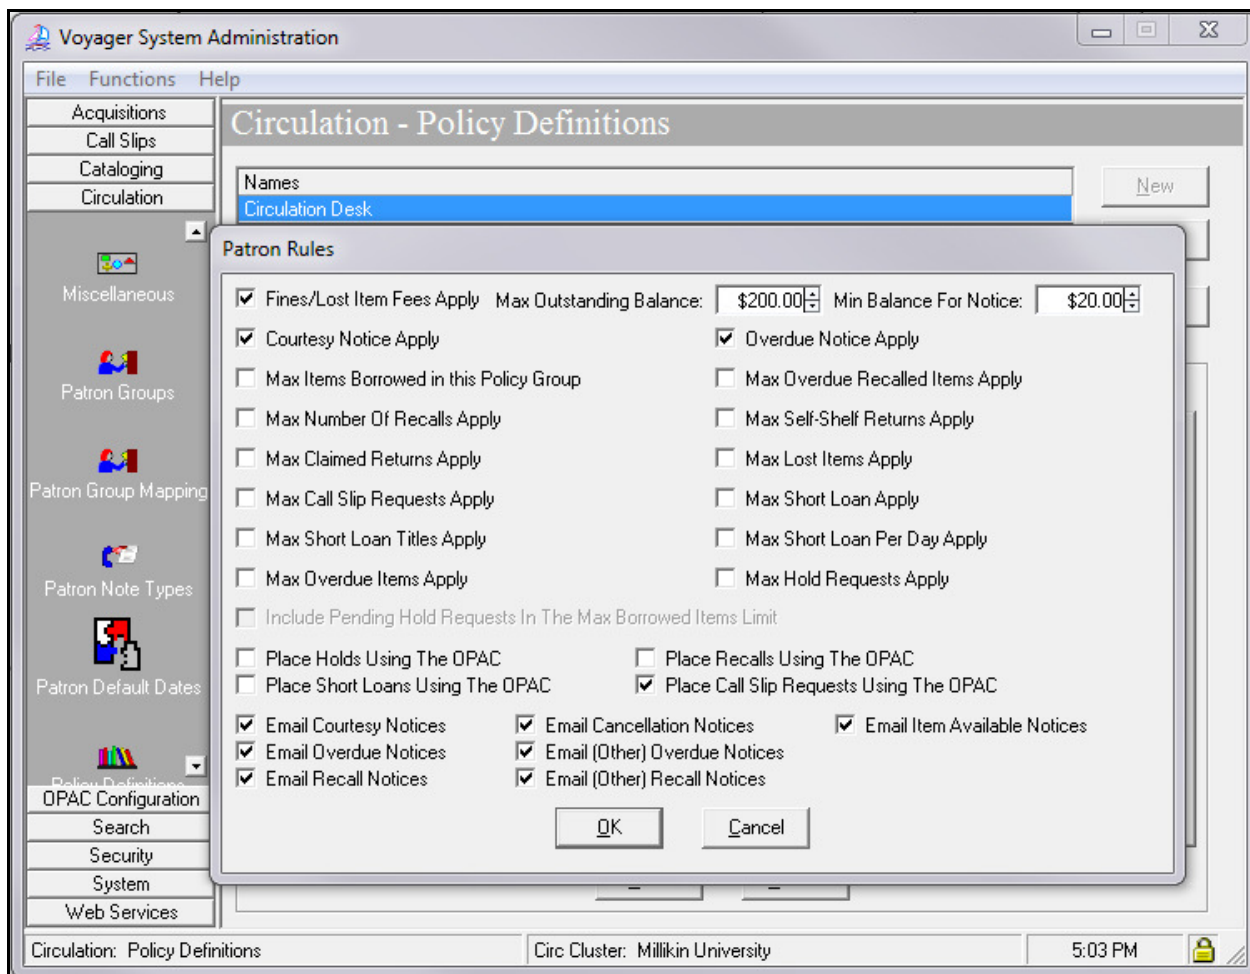 Voyager System Administration
File Functions Help
Acquisitions
Call Slips
Cataloging
Circulation
Miscellaneous
Patron Groups
Patron Group Mapping
Patron Note Types
Patron Default Dates
Policy Definitions
OPAC Configuration
Search
Security
System
Web Services
Circulation - Policy Definitions
Names
Circulation Desk
New
Patron Rules
Fines/Lost Item Fees Apply Max Outstanding Balance: $200.00 Min Balance For Notice: $20.00
Courtesy Notice Apply Overdue Notice Apply
Max Items Borrowed in this Policy Group Max Overdue Recalled Items Apply
Max Number Of Recalls Apply Max Self-Shelf Returns Apply
Max Claimed Returns Apply Max Lost Items Apply
Max Call Slip Requests Apply Max Short Loan Apply
Max Short Loan Titles Apply Max Short Loan Per Day Apply
Max Overdue Items Apply Max Hold Requests Apply
Include Pending Hold Requests In The Max Borrowed Items Limit
Place Holds Using The OPAC Place Recalls Using The OPAC
Place Short Loans Using The OPAC Place Call Slip Requests Using The OPAC
Email Courtesy Notices Email Cancellation Notices Email Item Available Notices
Email Overdue Notices Email (Other) Overdue Notices
Email Recall Notices Email (Other) Recall Notices
OK Cancel
Circulation: Policy Definitions Circ Cluster: Millikin University 5:03 PM